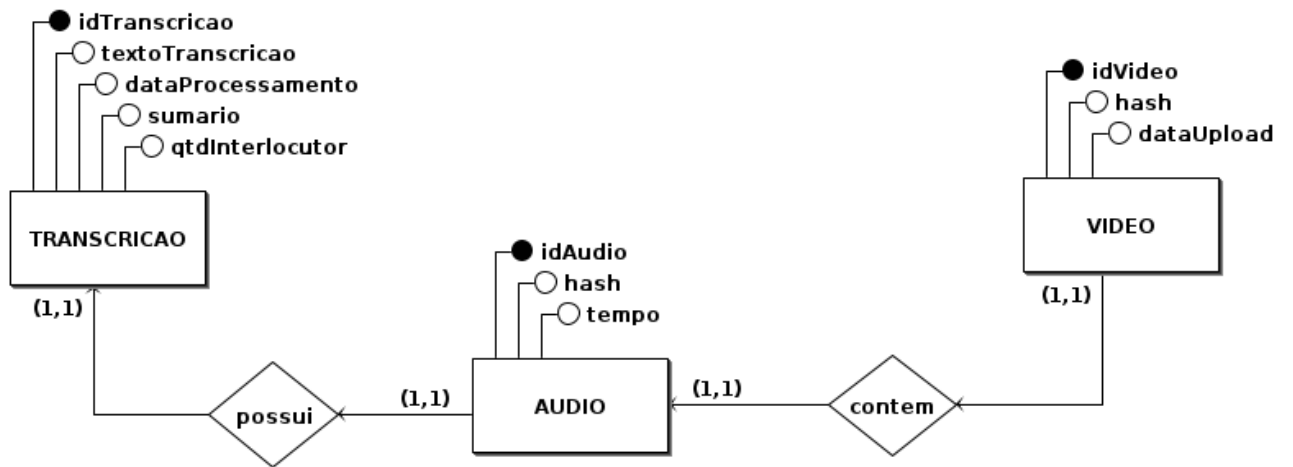 idTranscricao
textoTranscricao
dataProcessamento
sumario
qtdInterlocutor
TRANSCRICAO
(1,1)
possui
(1,1)
idAudio
hash
tempo
AUDIO
(1,1)
contem
idVideo
hash
dataUpload
VIDEO
(1,1)